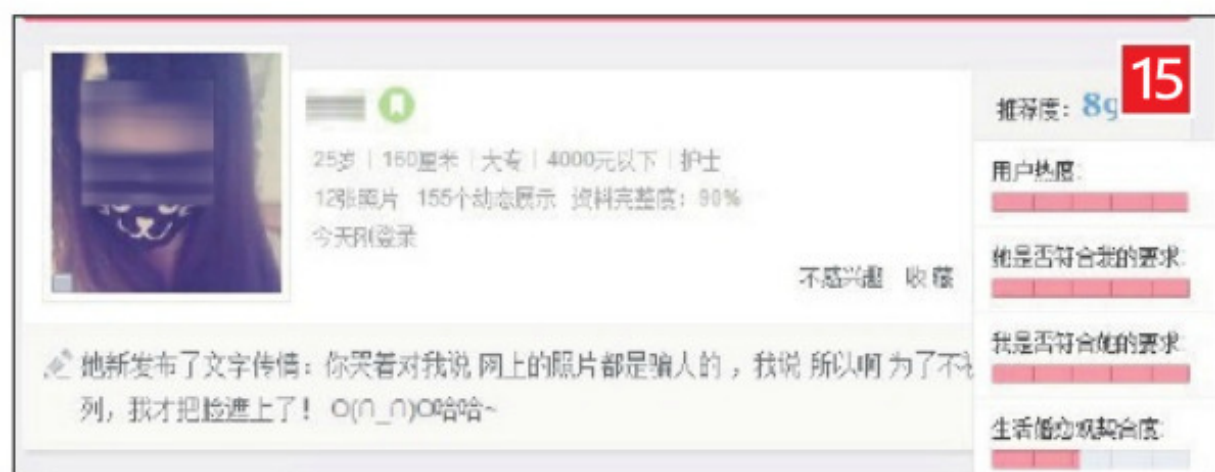 15
推荐度：
25岁 | 160厘米 | 大专 | 4000元以下 | 护士
12张照片 155个动态展示 资料完整度：90%
今天刚登录
不感兴趣 收藏
她新发布了文字传情：你哭着对我说 网上的照片都是骗人的，我说 所以啊 为了不
列，我才把脸遮上了！ O(∩_∩)O哈哈~
用户热度：
她是否符合我的要求：
我是否符合她的要求：
生活婚恋观契合度：